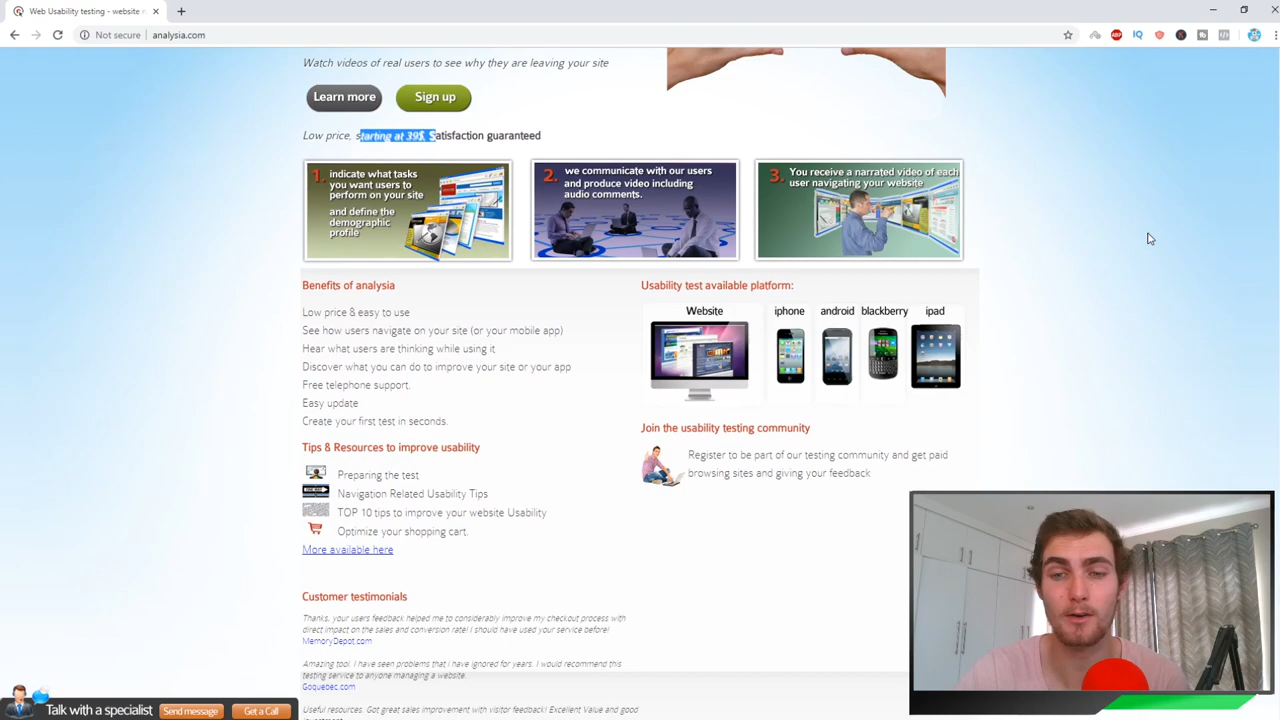 Web Usability testing - website
Not secure
analysia.com
ABP
IQ
Watch videos of real users to see why they are leaving your site
Learn more
Sign up
Low price, starting at 39$, Satisfaction guaranteed
1. indicate what tasks
you want users to
perform on your site
and define the
demographic
profile
2. we communicate with our users
and produce video including
audio comments.
3. You receive a narrated video of each
user navigating your website
Benefits of analysia
Low price & easy to use
See how users navigate on your site (or your mobile app)
Hear what users are thinking while using it
Discover what you can do to improve your site or your app
Free telephone support.
Easy update
Create your first test in seconds.
Tips & Resources to improve usability
Preparing the test
Navigation Related Usability Tips
TOP 10 tips to improve your website Usability
Optimize your shopping cart.
More available here
Usability test available platform:
Website
iphone
android
blackberry
ipad
Join the usability testing community
Register to be part of our testing community and get paid
browsing sites and giving your feedback
Customer testimonials
Thanks, your users feedback helped me to considerably improve my checkout process with
direct impact on the sales and conversion rate! I should have used your service before!
MemoryDepot.com
Amazing tool. I have seen problems that i have ignored for years. I would recommend this
testing service to anyone managing a website.
Goquebec.com
Useful resources. Got great sales improvement with visitor feedback! Excellent Value and good
Talk with a specialist
Send message
Get a Call